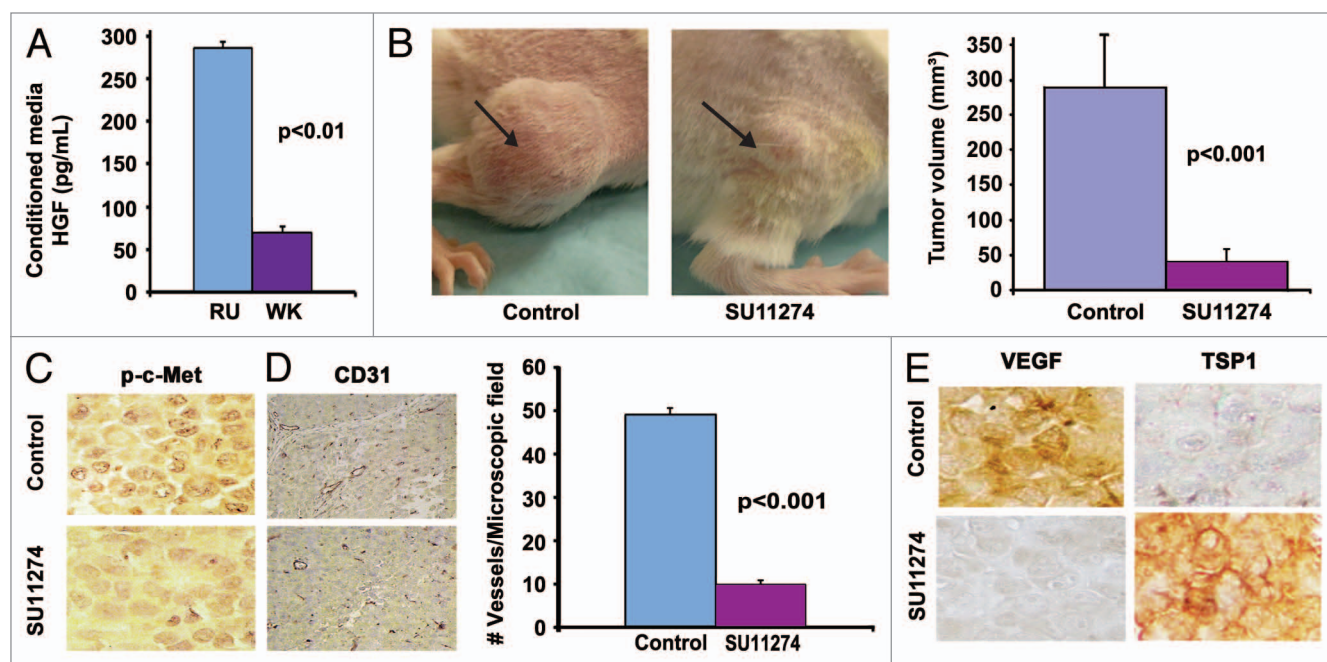 A
Conditioned media
HGF (pg/mL)
300
250
200
150
100
50
0
p<0.01
RU WK
B
Control
SU11274
Tumor volume (mm³)
350
300
250
200
150
100
50
0
p<0.001
Control SU11274
C
p-c-Met
Control
SU11274
D
CD31
# Vessels/Microscopic field
60
50
40
30
20
10
0
p<0.001
Control SU11274
E
VEGF
TSP1
Control
SU11274